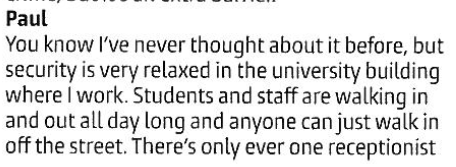 Paul
You know I've never thought about it before, but
security is very relaxed in the university building
where I work. Students and staff are walking in
and out all day long and anyone can just walk in
off the street. There's only ever one receptionist